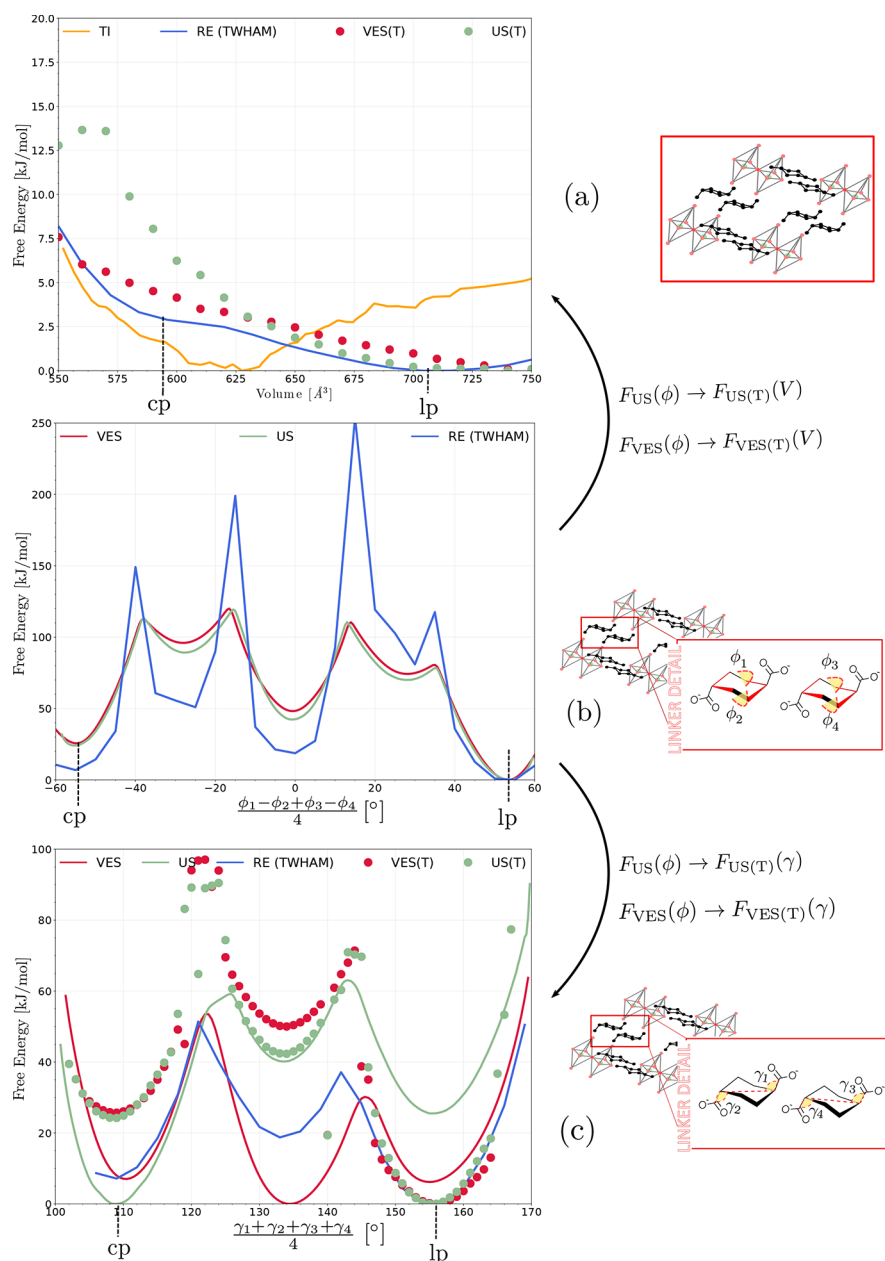 TI RE (TWHAM) VES(T) US(T)
Free Energy [kJ/mol]
20.0
17.5
15.0
12.5
10.0
7.5
5.0
2.5
0.0
550 575 600 625 650 675 700 725 750
cp Volume [Å³] lp
(a)
F_US(ϕ) → F_US(T)(V)
F_VES(ϕ) → F_VES(T)(V)
VES US RE (TWHAM)
Free Energy [kJ/mol]
250
200
150
100
50
0
−60 −40 −20 0 20 40 60
cp (ϕ₁−ϕ₂+ϕ₃−ϕ₄)/4 [°] lp
(b)
LINKER DETAIL
ϕ₁ ϕ₃
ϕ₂ ϕ₄
O O⁻ O O⁻
O⁻ O O⁻ O
F_US(ϕ) → F_US(T)(γ)
F_VES(ϕ) → F_VES(T)(γ)
VES US RE (TWHAM) VES(T) US(T)
Free Energy [kJ/mol]
100
80
60
40
20
0
100 110 120 130 140 150 160 170
cp (γ₁+γ₂+γ₃+γ₄)/4 [°] lp
(c)
LINKER DETAIL
γ₁ γ₃
γ₂ γ₄
O O⁻ O O⁻
O⁻ O O⁻ O